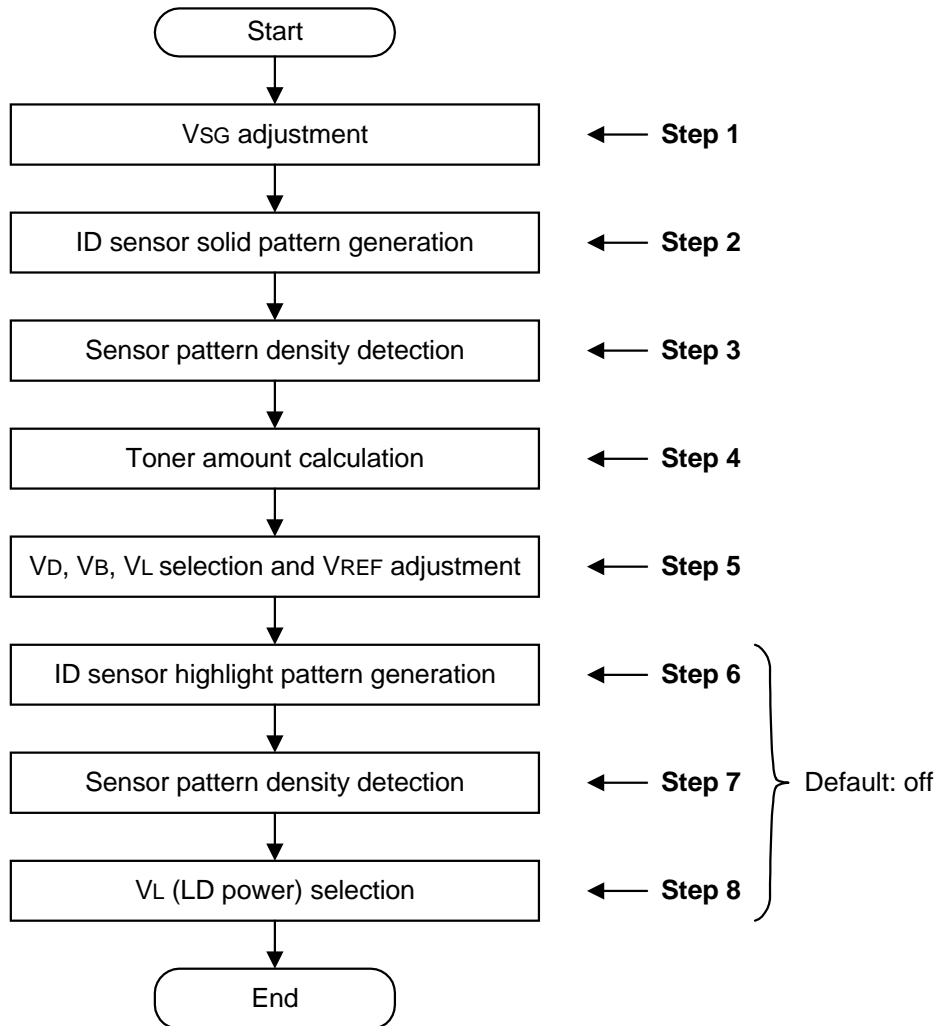 Start
VSG adjustment
Step 1
ID sensor solid pattern generation
Step 2
Sensor pattern density detection
Step 3
Toner amount calculation
Step 4
VD, VB, VL selection and VREF adjustment
Step 5
ID sensor highlight pattern generation
Step 6
Sensor pattern density detection
Step 7
Default: off
VL (LD power) selection
Step 8
End